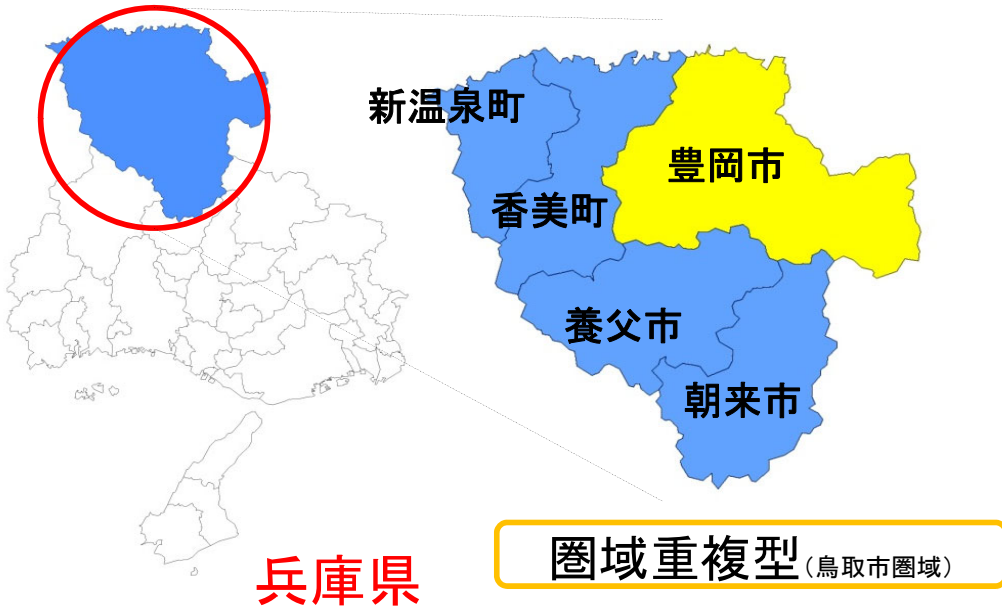 新温泉町
豊岡市
香美町
養父市
朝来市
兵庫県
圏域重複型(鳥取市圏域)